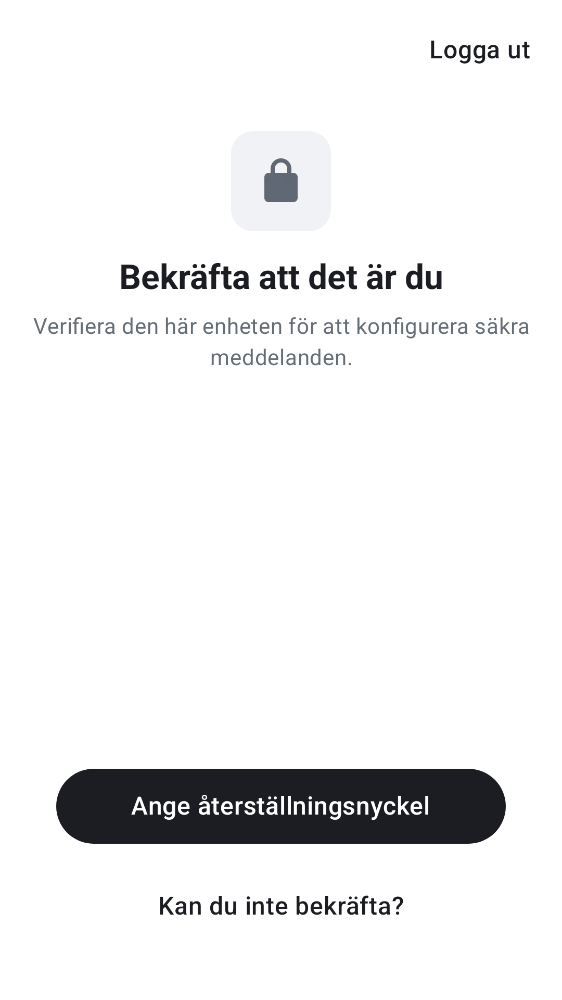 Logga ut
Bekräfta att det är du
Verifiera den här enheten för att konfigurera säkra
meddelanden.
Ange återställningsnyckel
Kan du inte bekräfta?